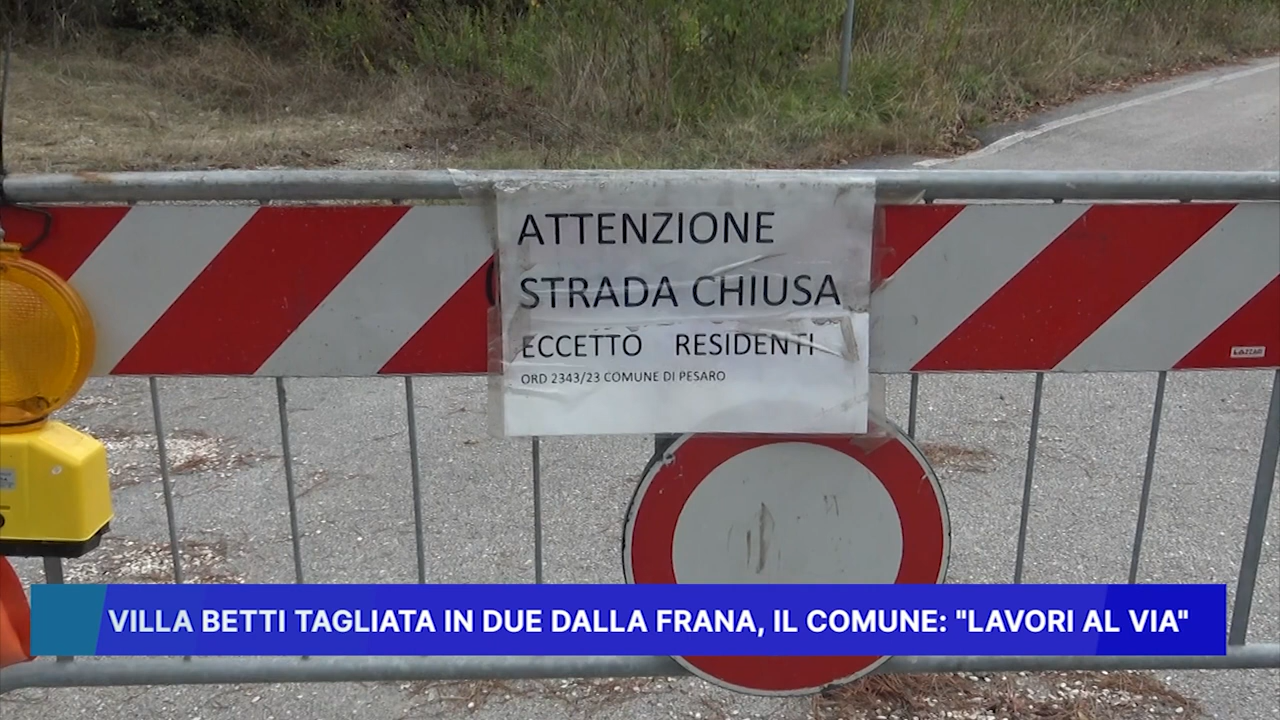 ATTENZIONE
STRADA CHIUSA
ECCETTO RESIDENTI
ORD 2343/23 COMUNE DI PESARO
VILLA BETTI TAGLIATA IN DUE DALLA FRANA, IL COMUNE: "LAVORI AL VIA"